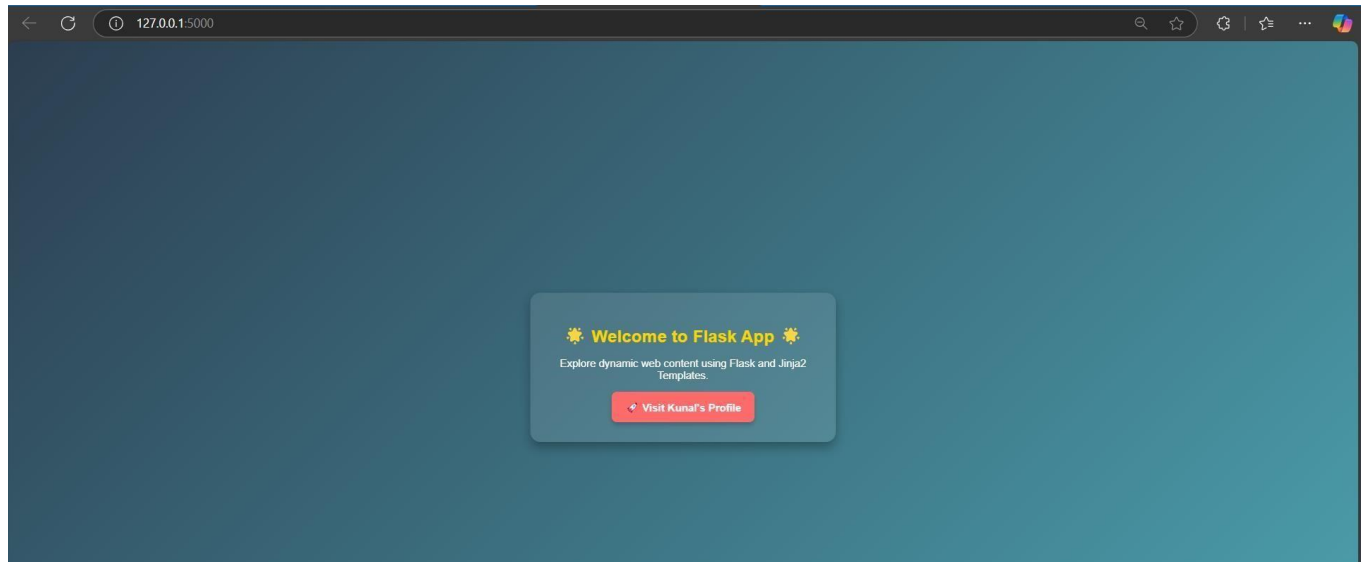 127.0.0.1:5000
🌟 Welcome to Flask App 🌟
Explore dynamic web content using Flask and Jinja2
Templates.
🚀 Visit Kunal's Profile